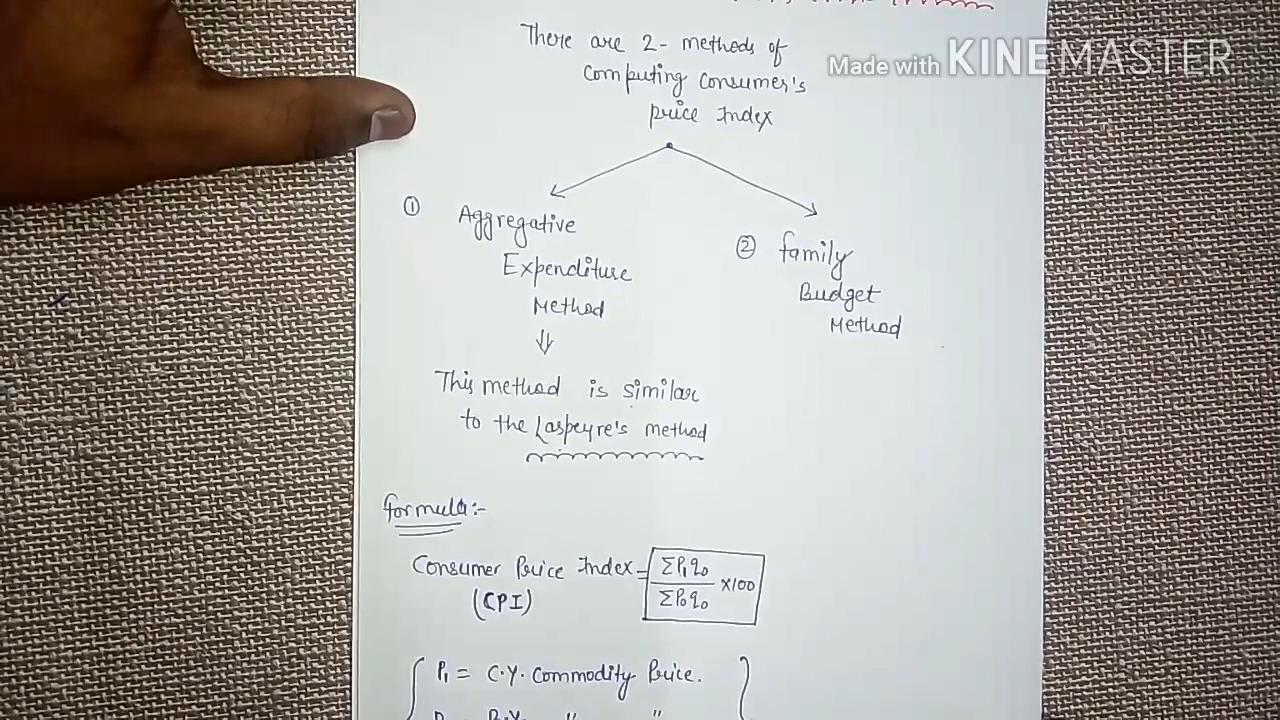 There are 2- methods of
computing consumer's
price Index
Made with KINEMASTER
① Aggregative
Expenditure
Method
② family
Budget
Method
⇓
This method is similar
to the Laspeyre's method
formula:-
Consumer Price Index = ΣP₁q₀ / ΣP₀q₀ ×100
(CPI)
P₁ = C.Y. Commodity Price.